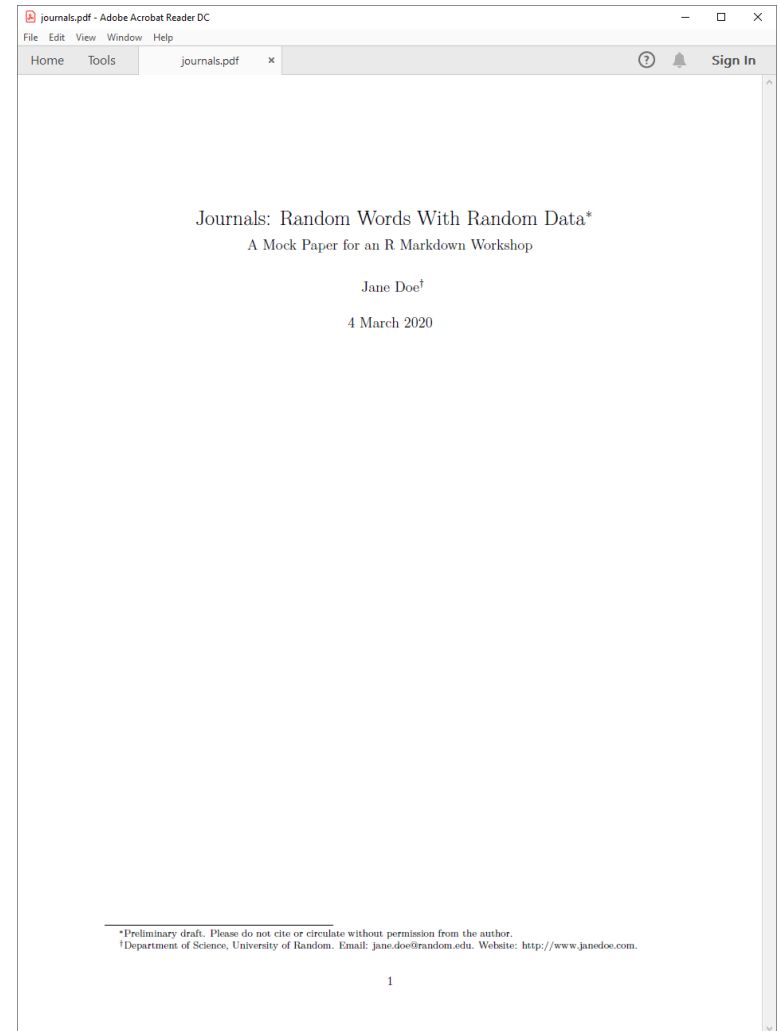 journals.pdf - Adobe Acrobat Reader DC
File Edit View Window Help
Home Tools journals.pdf × ? Sign In
Journals: Random Words With Random Data*
A Mock Paper for an R Markdown Workshop
Jane Doe†
4 March 2020
*Preliminary draft. Please do not cite or circulate without permission from the author.
†Department of Science, University of Random. Email: jane.doe@random.edu. Website: http://www.janedoe.com.
1